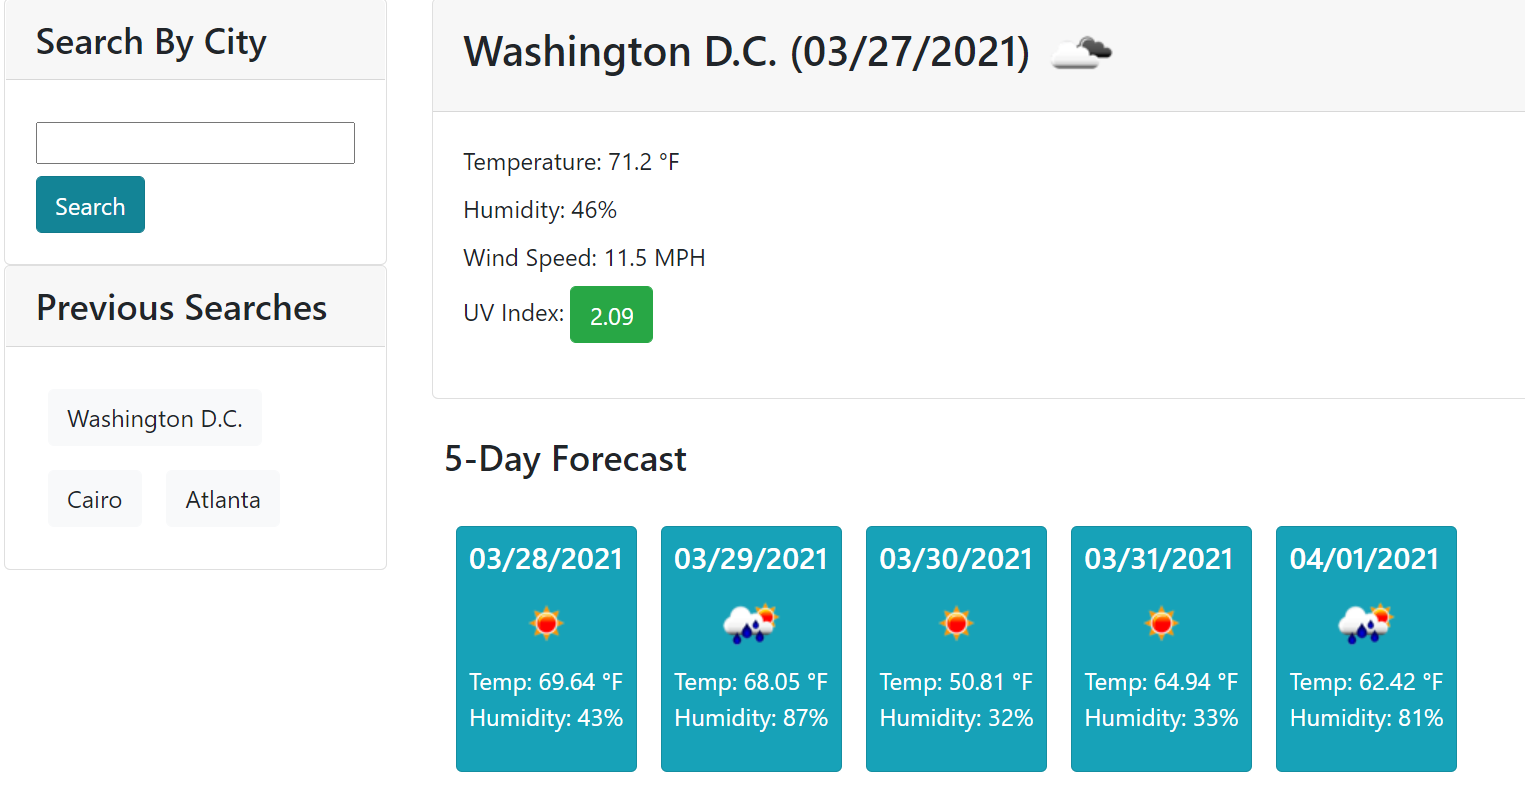 Search By City
Search
Previous Searches
Washington D.C.
Cairo Atlanta
Washington D.C. (03/27/2021)
Temperature: 71.2 °F
Humidity: 46%
Wind Speed: 11.5 MPH
UV Index: 2.09
5-Day Forecast
03/28/2021
Temp: 69.64 °F
Humidity: 43%
03/29/2021
Temp: 68.05 °F
Humidity: 87%
03/30/2021
Temp: 50.81 °F
Humidity: 32%
03/31/2021
Temp: 64.94 °F
Humidity: 33%
04/01/2021
Temp: 62.42 °F
Humidity: 81%